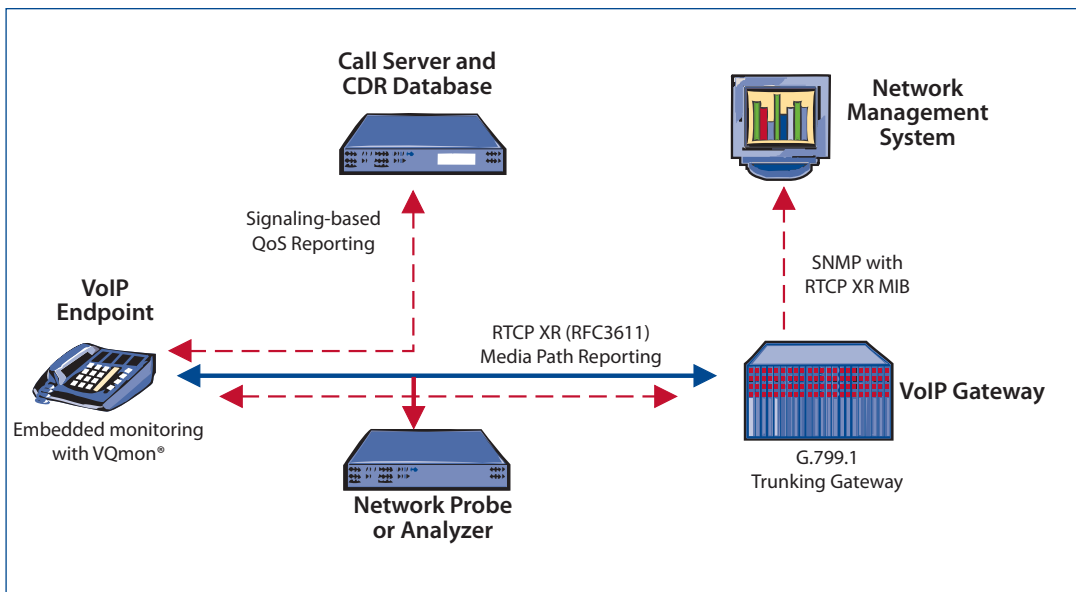 Call Server and
CDR Database
Network
Management
System
Signaling-based
QoS Reporting
SNMP with
RTCP XR MIB
VoIP
Endpoint
RTCP XR (RFC3611)
Media Path Reporting
VoIP Gateway
Embedded monitoring
with VQmon®
G.799.1
Trunking Gateway
Network Probe
or Analyzer